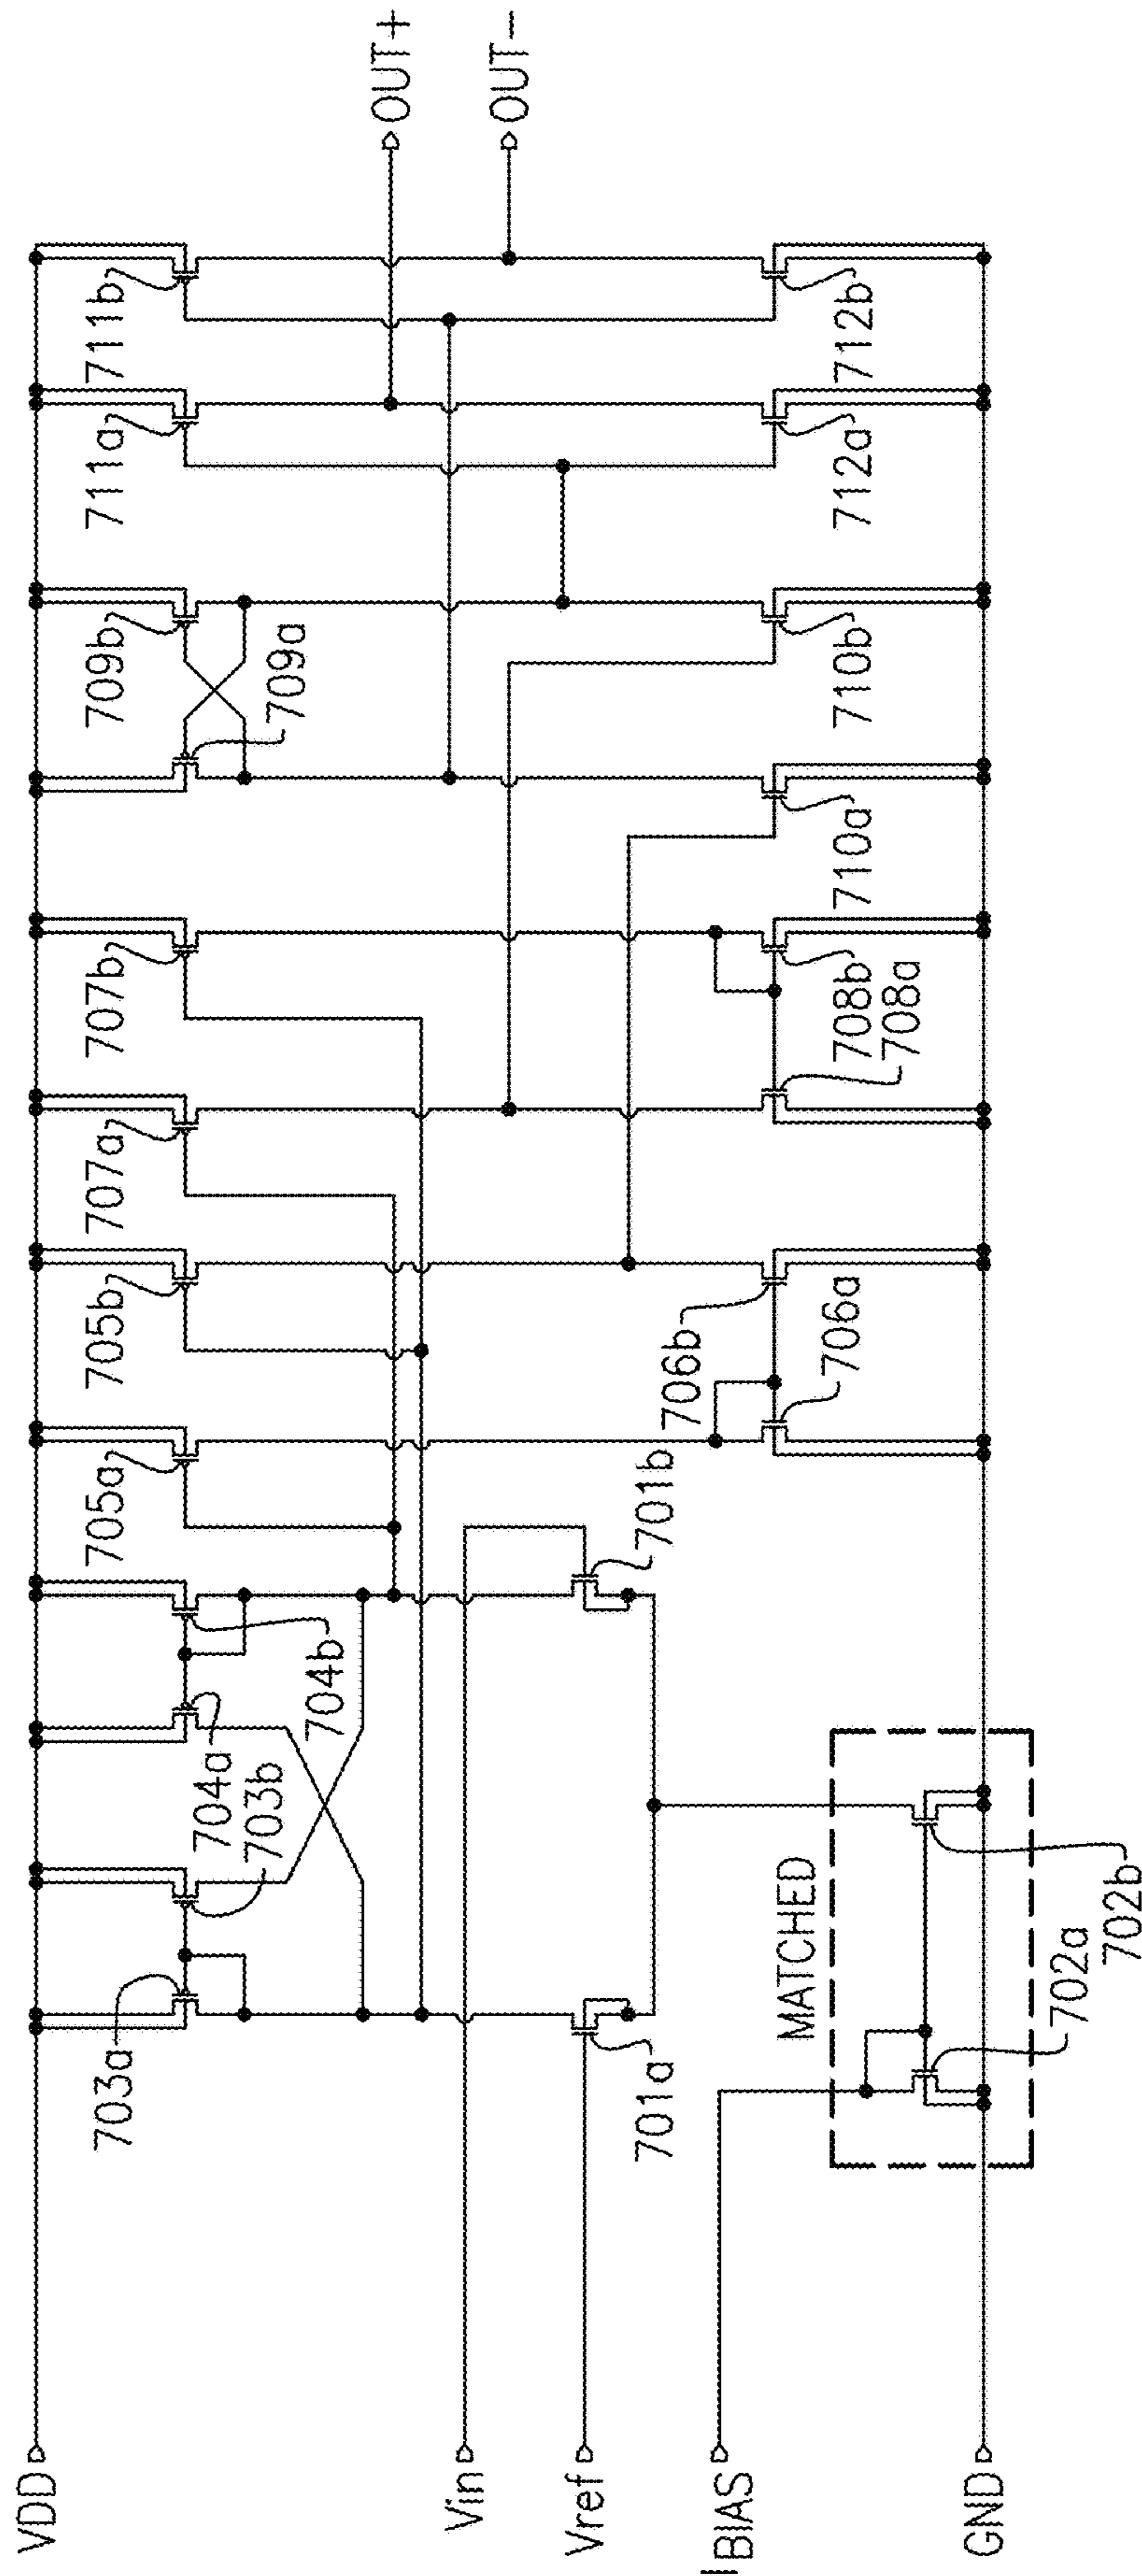 VDD
Vin
Vref
IBIAS
GND
703a
703b
704a
704b
705a
705b
707a
707b
709b
709a
711a
711b
OUT+
OUT−
701a
701b
706b
706a
708b
708a
710a
710b
712a
712b
MATCHED
702a
702b